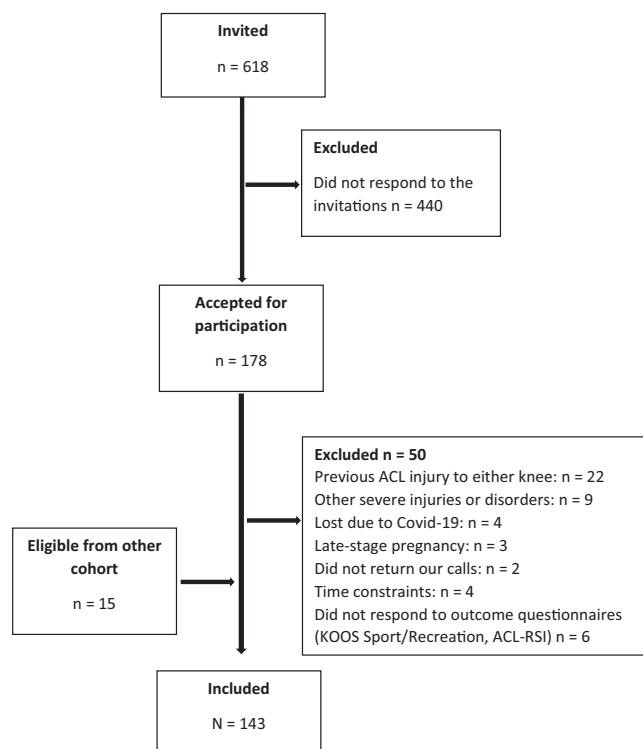 Invited
n = 618
Excluded
Did not respond to the
invitations n = 440
Accepted for
participation
n = 178
Excluded n = 50
Previous ACL injury to either knee: n = 22
Other severe injuries or disorders: n = 9
Lost due to Covid-19: n = 4
Late-stage pregnancy: n = 3
Did not return our calls: n = 2
Time constraints: n = 4
Did not respond to outcome questionnaires
(KOOS Sport/Recreation, ACL-RSI) n = 6
Eligible from other
cohort
n = 15
Included
N = 143